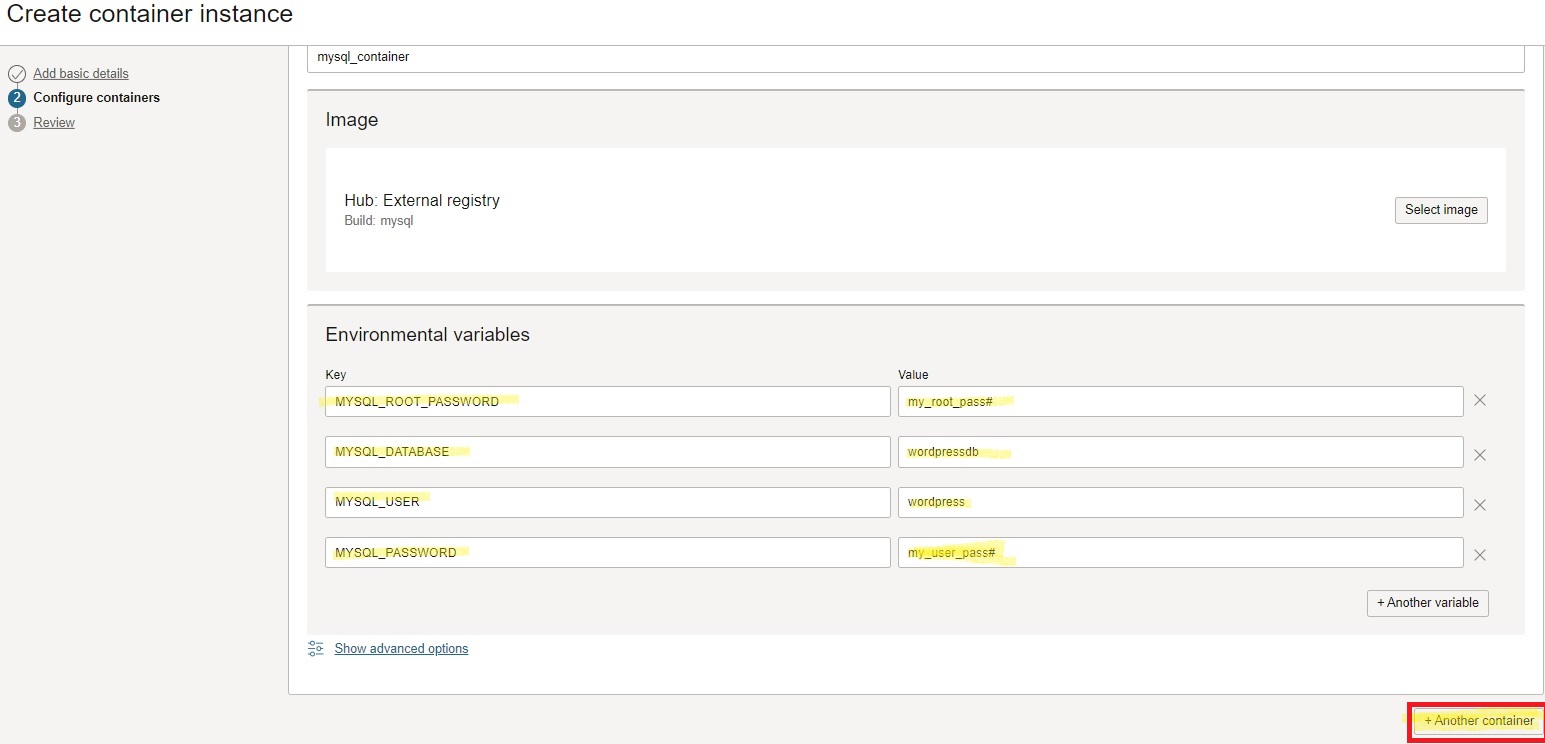 Create container instance
Add basic details
2 Configure containers
3 Review
mysql_container
Image
Hub: External registry
Build: mysql
Select image
Environmental variables
Key Value
MYSQL_ROOT_PASSWORD my_root_pass#
MYSQL_DATABASE wordpressdb
MYSQL_USER wordpress
MYSQL_PASSWORD my_user_pass#
+ Another variable
Show advanced options
+ Another container